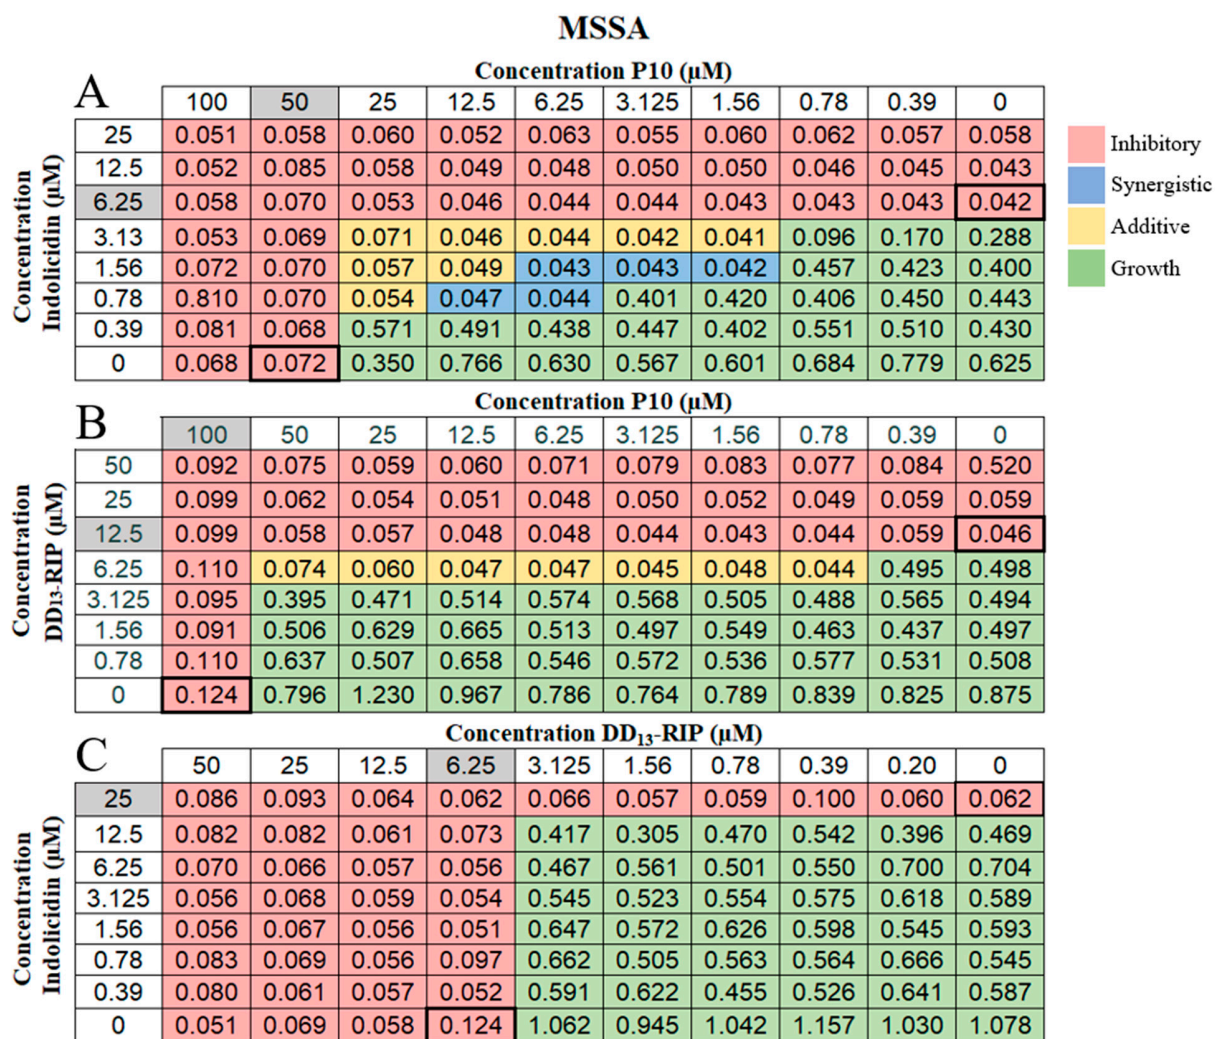 MSSA
A
Concentration P10 (µM)
100 50 25 12.5 6.25 3.125 1.56 0.78 0.39 0
Concentration
Indolicidin (µM)
25 0.051 0.058 0.060 0.052 0.063 0.055 0.060 0.062 0.057 0.058
12.5 0.052 0.085 0.058 0.049 0.048 0.050 0.050 0.046 0.045 0.043
6.25 0.058 0.070 0.053 0.046 0.044 0.044 0.043 0.043 0.043 0.042
3.13 0.053 0.069 0.071 0.046 0.044 0.042 0.041 0.096 0.170 0.288
1.56 0.072 0.070 0.057 0.049 0.043 0.043 0.042 0.457 0.423 0.400
0.78 0.810 0.070 0.054 0.047 0.044 0.401 0.420 0.406 0.450 0.443
0.39 0.081 0.068 0.571 0.491 0.438 0.447 0.402 0.551 0.510 0.430
0 0.068 0.072 0.350 0.766 0.630 0.567 0.601 0.684 0.779 0.625
Inhibitory
Synergistic
Additive
Growth
B
Concentration P10 (µM)
100 50 25 12.5 6.25 3.125 1.56 0.78 0.39 0
Concentration
DD13-RIP (µM)
50 0.092 0.075 0.059 0.060 0.071 0.079 0.083 0.077 0.084 0.520
25 0.099 0.062 0.054 0.051 0.048 0.050 0.052 0.049 0.059 0.059
12.5 0.099 0.058 0.057 0.048 0.048 0.044 0.043 0.044 0.059 0.046
6.25 0.110 0.074 0.060 0.047 0.047 0.045 0.048 0.044 0.495 0.498
3.125 0.095 0.395 0.471 0.514 0.574 0.568 0.505 0.488 0.565 0.494
1.56 0.091 0.506 0.629 0.665 0.513 0.497 0.549 0.463 0.437 0.497
0.78 0.110 0.637 0.507 0.658 0.546 0.572 0.536 0.577 0.531 0.508
0 0.124 0.796 1.230 0.967 0.786 0.764 0.789 0.839 0.825 0.875
C
Concentration DD13-RIP (µM)
50 25 12.5 6.25 3.125 1.56 0.78 0.39 0.20 0
Concentration
Indolicidin (µM)
25 0.086 0.093 0.064 0.062 0.066 0.057 0.059 0.100 0.060 0.062
12.5 0.082 0.082 0.061 0.073 0.417 0.305 0.470 0.542 0.396 0.469
6.25 0.070 0.066 0.057 0.056 0.467 0.561 0.501 0.550 0.700 0.704
3.125 0.056 0.068 0.059 0.054 0.545 0.523 0.554 0.575 0.618 0.589
1.56 0.056 0.067 0.056 0.051 0.647 0.572 0.626 0.598 0.545 0.593
0.78 0.083 0.069 0.056 0.097 0.662 0.505 0.563 0.564 0.666 0.545
0.39 0.080 0.061 0.057 0.052 0.591 0.622 0.455 0.526 0.641 0.587
0 0.051 0.069 0.058 0.124 1.062 0.945 1.042 1.157 1.030 1.078